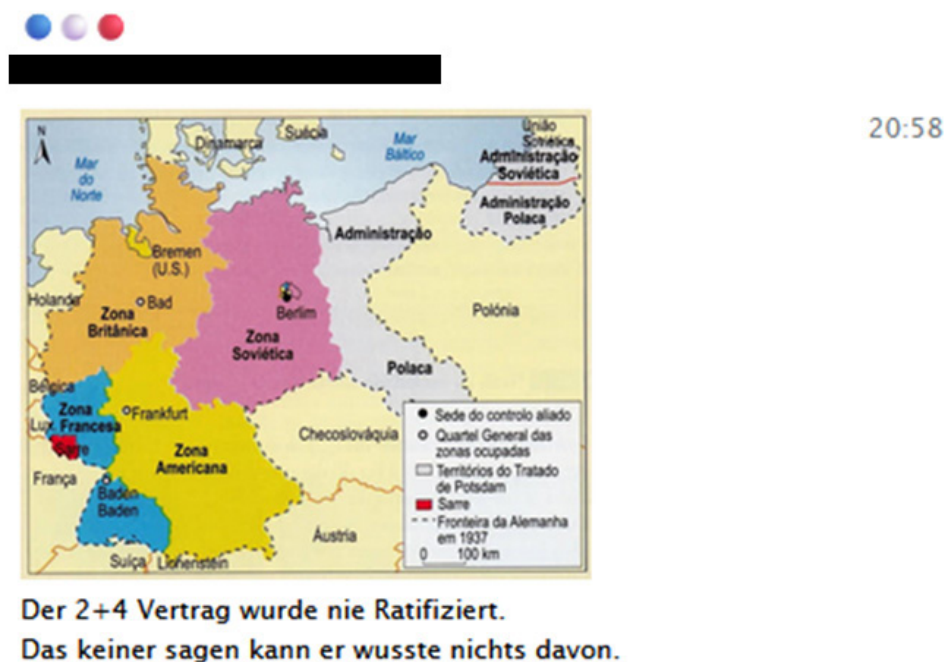 20:58
N
Dinamarca
Suécia
Mar
Báltico
União
Soviética
Administração
Soviética
Administração
Polaca
Mar
do
Norte
Administração
Bremen
(U.S.)
Holanda
Bad
Zona
Britânica
Berlim
Zona
Soviética
Polónia
Polaca
Bélgica
Zona
Francesa
Lux.
Frankfurt
Sarre
Zona
Americana
Checoslováquia
França
Baden
Baden
Áustria
Suíça
Lichenstein
Sede do controlo aliado
Quartel General das
zonas ocupadas
Territórios do Tratado
de Potsdam
Sarre
Fronteira da Alemanha
em 1937
0 100 km
Der 2+4 Vertrag wurde nie Ratifiziert.
Das keiner sagen kann er wusste nichts davon.